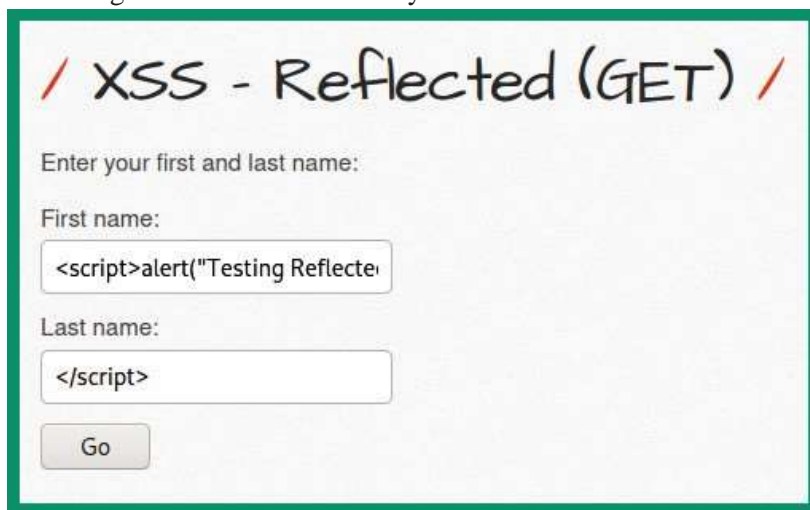 / XSS - Reflected (GET) /
Enter your first and last name:
First name:
<script>alert("Testing Reflecte
Last name:
</script>
Go